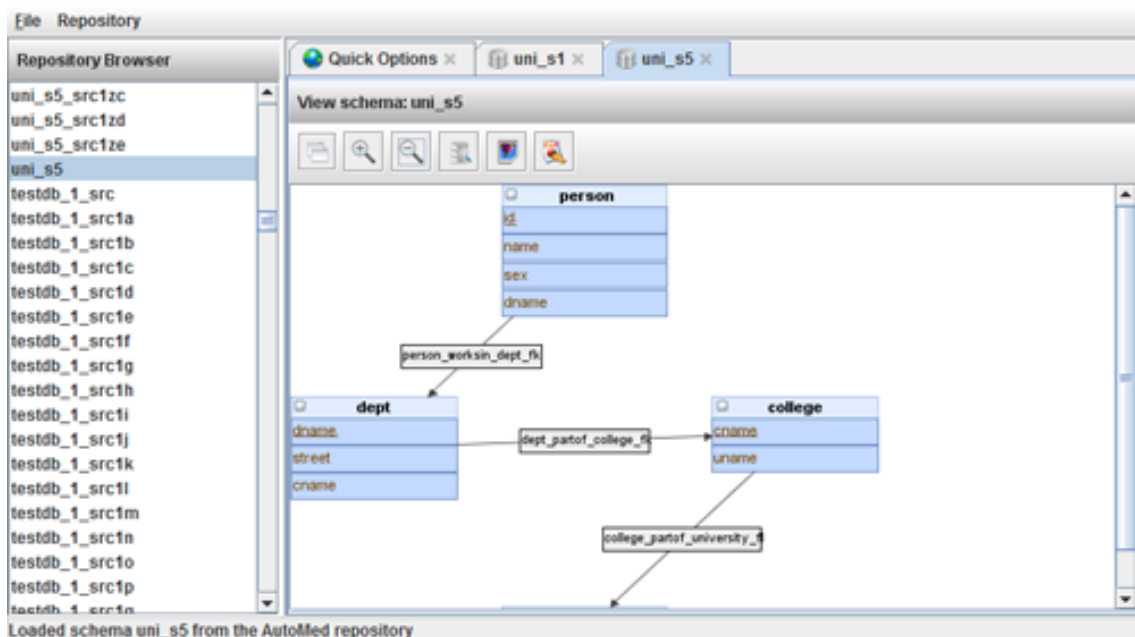 File Repository
Repository Browser
Quick Options
uni_s1
uni_s5
uni_s5_src1zc
uni_s5_src1zd
uni_s5_src1ze
uni_s5
testdb_1_src
testdb_1_src1a
testdb_1_src1b
testdb_1_src1c
testdb_1_src1d
testdb_1_src1e
testdb_1_src1f
testdb_1_src1g
testdb_1_src1h
testdb_1_src1i
testdb_1_src1j
testdb_1_src1k
testdb_1_src1l
testdb_1_src1m
testdb_1_src1n
testdb_1_src1o
testdb_1_src1p
testdb_1_src1q
View schema: uni_s5
person
id
name
sex
dname
person_worksin_dept_fk
dept
dname
street
cname
dept_partof_college_fk
college
cname
uname
college_partof_university_f
Loaded schema uni_s5 from the AutoMed repository